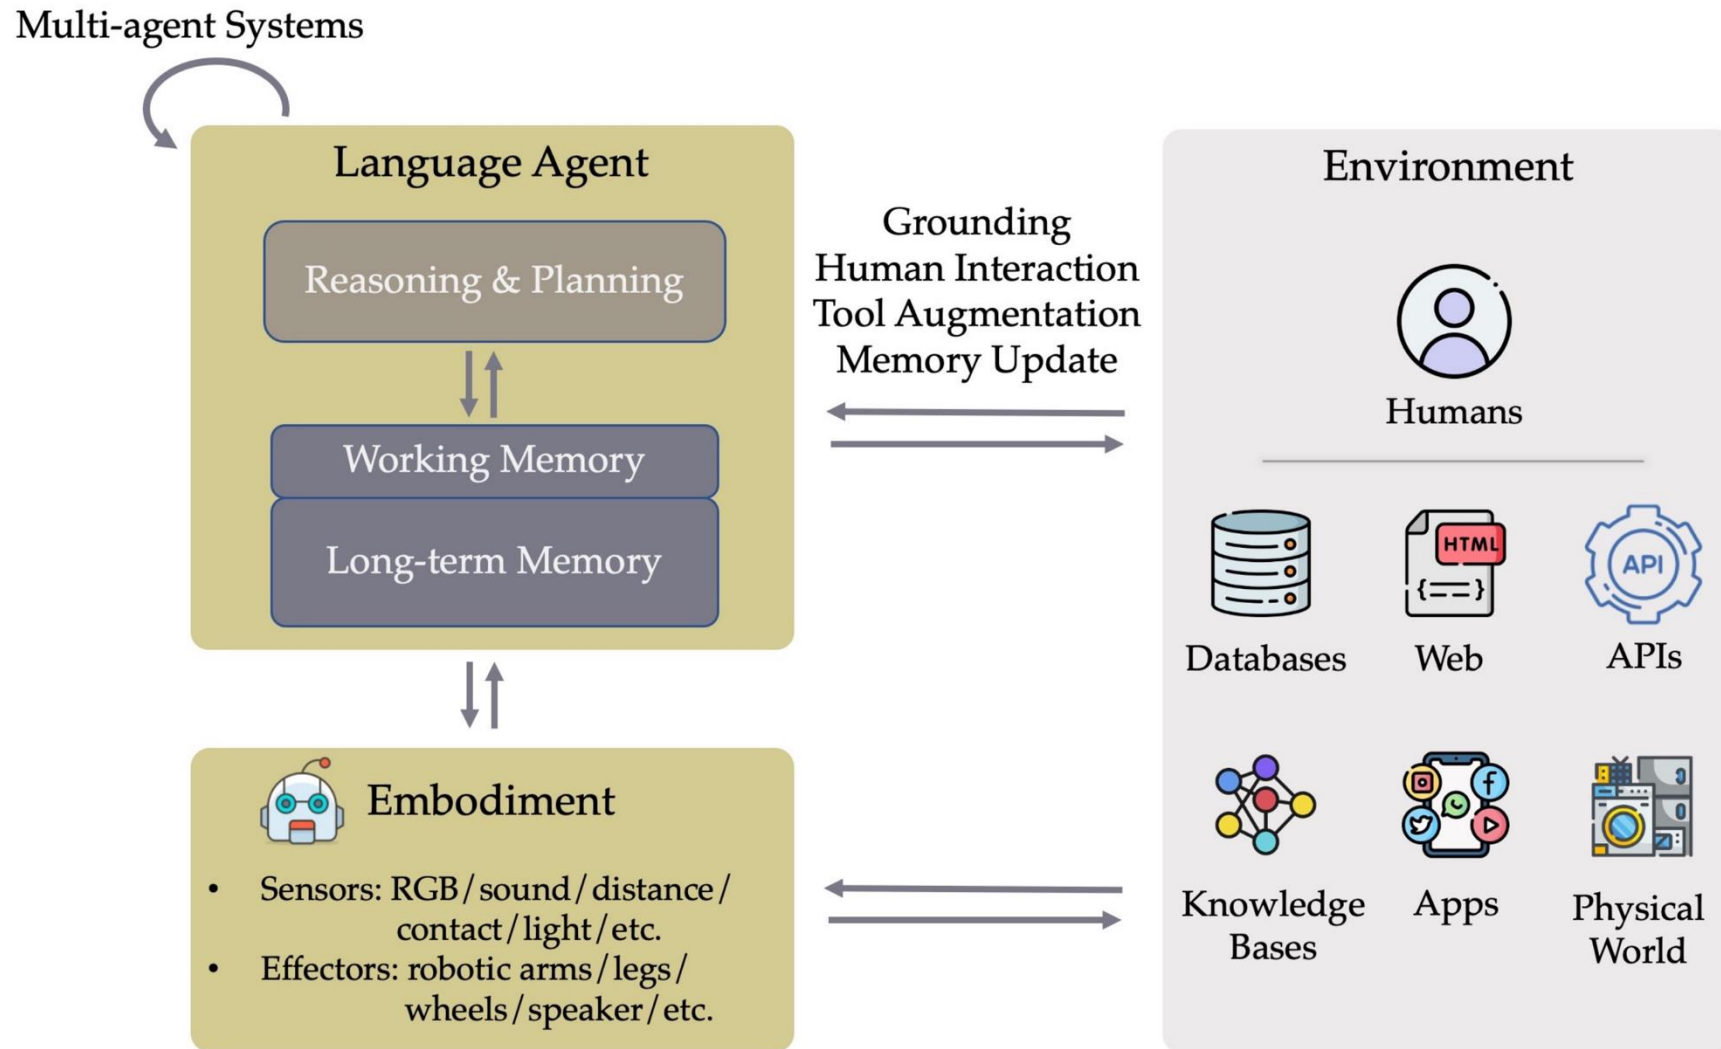 Multi-agent Systems
Language Agent
Reasoning & Planning
Working Memory
Long-term Memory
Grounding
Human Interaction
Tool Augmentation
Memory Update
Embodiment
• Sensors: RGB/sound/distance/
contact/light/etc.
• Effectors: robotic arms/legs/
wheels/speaker/etc.
Environment
Humans
HTML
{==}
API
Databases
Web
APIs
Knowledge
Bases
Apps
Physical
World